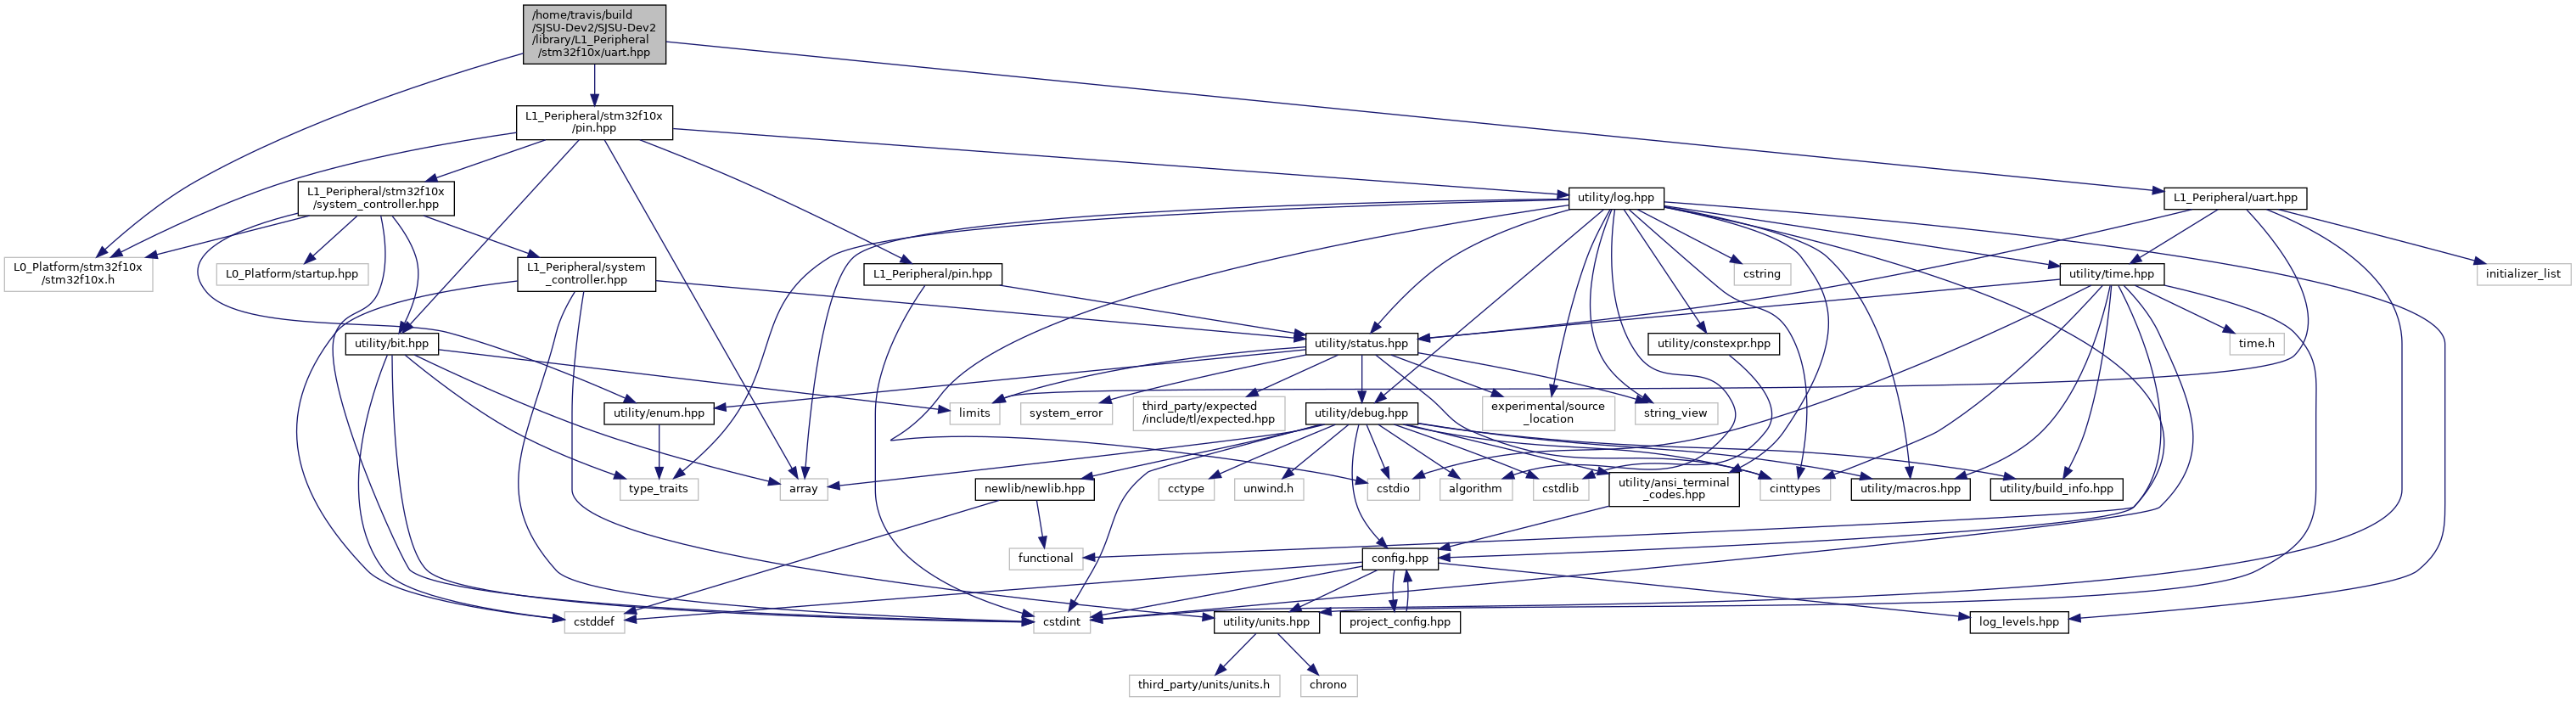 /home/travis/build
/SJSU-Dev2/SJSU-Dev2
/library/L1_Peripheral
/stm32f10x/uart.hpp
L1_Peripheral/stm32f10x
/pin.hpp
L1_Peripheral/stm32f10x
/system_controller.hpp
utility/log.hpp
L1_Peripheral/uart.hpp
L0_Platform/stm32f10x
/stm32f10x.h
L0_Platform/startup.hpp
L1_Peripheral/system
_controller.hpp
L1_Peripheral/pin.hpp
cstring
utility/time.hpp
initializer_list
utility/bit.hpp
utility/status.hpp
utility/constexpr.hpp
time.h
utility/enum.hpp
limits
system_error
third_party/expected
/include/tl/expected.hpp
utility/debug.hpp
experimental/source
_location
string_view
type_traits
array
newlib/newlib.hpp
cctype
unwind.h
cstdio
algorithm
cstdlib
utility/ansi_terminal
_codes.hpp
cinttypes
utility/macros.hpp
utility/build_info.hpp
functional
config.hpp
cstddef
cstdint
utility/units.hpp
project_config.hpp
log_levels.hpp
third_party/units/units.h
chrono